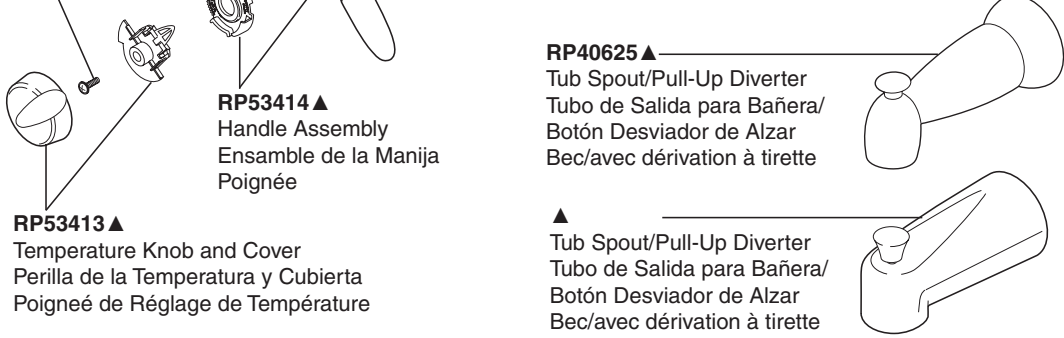 RP53414▲
Handle Assembly
Ensamble de la Manija
Poignée
RP53413▲
Temperature Knob and Cover
Perilla de la Temperatura y Cubierta
Poigneé de Réglage de Température
RP40625▲
Tub Spout/Pull-Up Diverter
Tubo de Salida para Bañera/
Botón Desviador de Alzar
Bec/avec dérivation à tirette
▲
Tub Spout/Pull-Up Diverter
Tubo de Salida para Bañera/
Botón Desviador de Alzar
Bec/avec dérivation à tirette